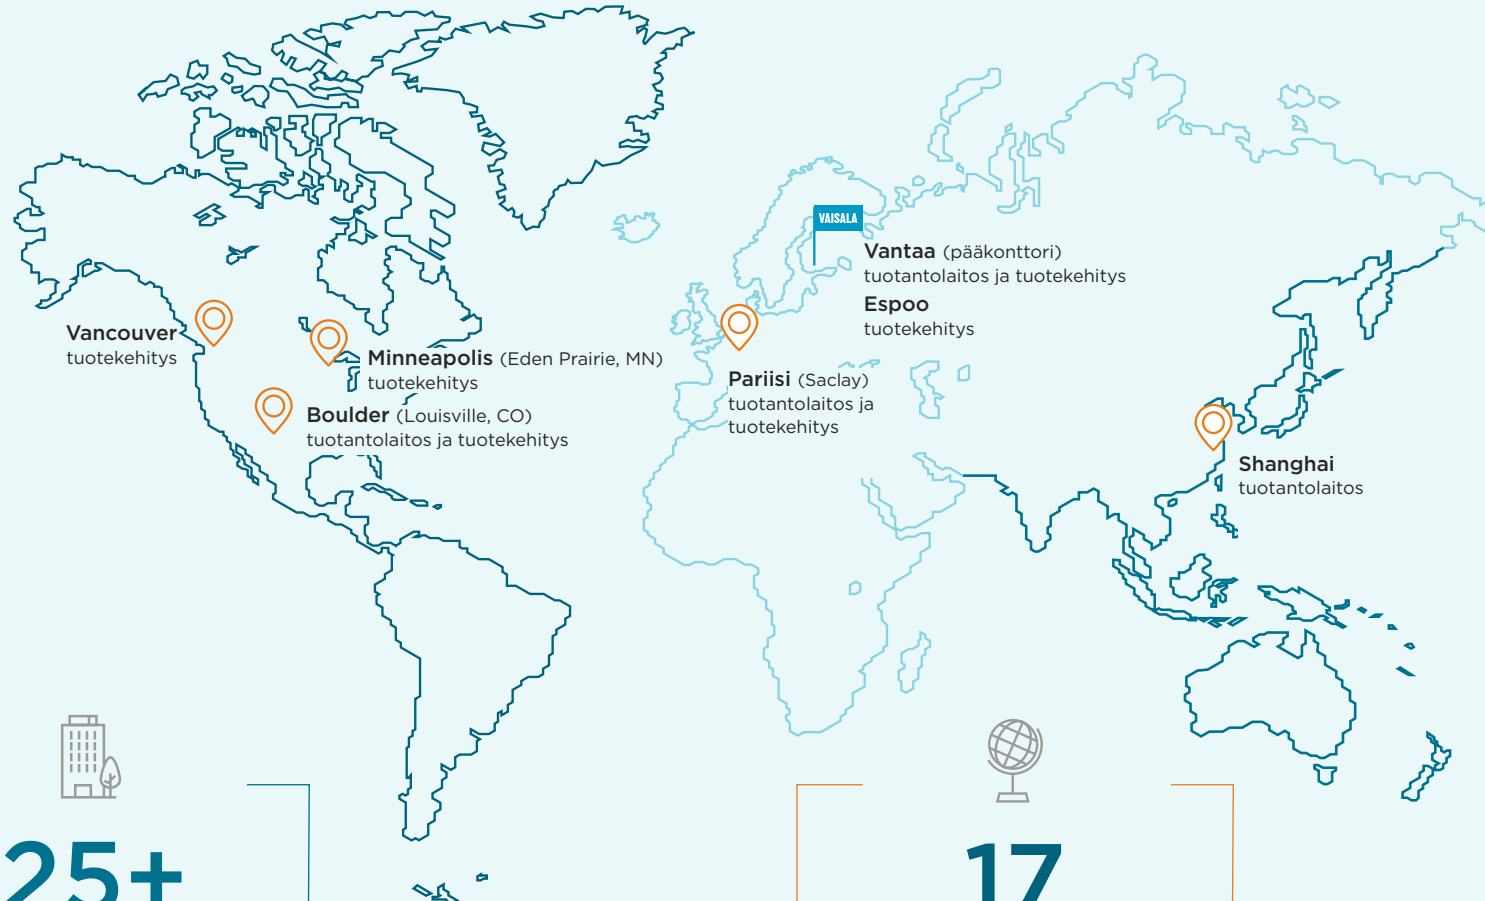 VAISALA
Vantaa (pääkonttori)
tuotantolaitos ja tuotekehitys
Espoo
tuotekehitys
Vancouver
tuotekehitys
Minneapolis (Eden Prairie, MN)
tuotekehitys
Boulder (Louisville, CO)
tuotantolaitos ja tuotekehitys
Pariisi (Saclay)
tuotantolaitos ja
tuotekehitys
Shanghai
tuotantolaitos
25+
17